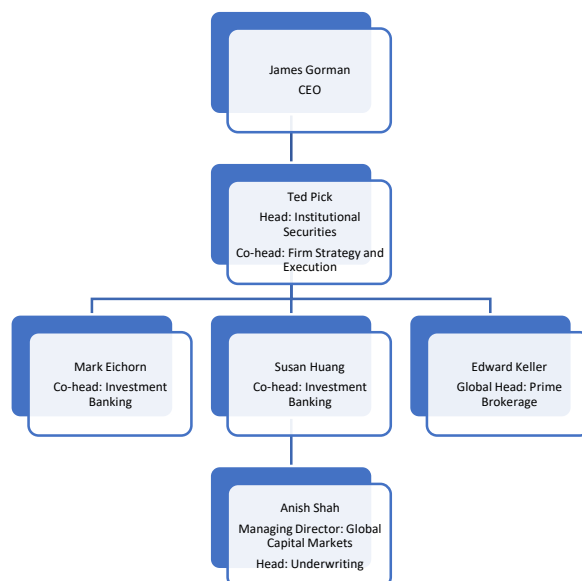 James Gorman
CEO
Ted Pick
Head: Institutional
Securities
Co-head: Firm Strategy and
Execution
Mark Eichorn
Co-head: Investment
Banking
Susan Huang
Co-head: Investment
Banking
Edward Keller
Global Head: Prime
Brokerage
Anish Shah
Managing Director: Global
Capital Markets
Head: Underwriting